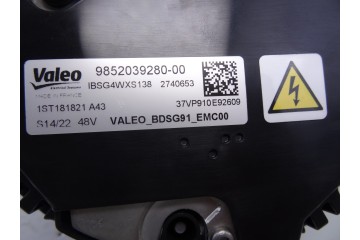 Valeo
9852039280-00
IBSG4WXS138 2740653
MADE IN FRANCE
1ST181821 A43
37VP910E92609
S14/22 48V VALEO_BDSG91_EMC00